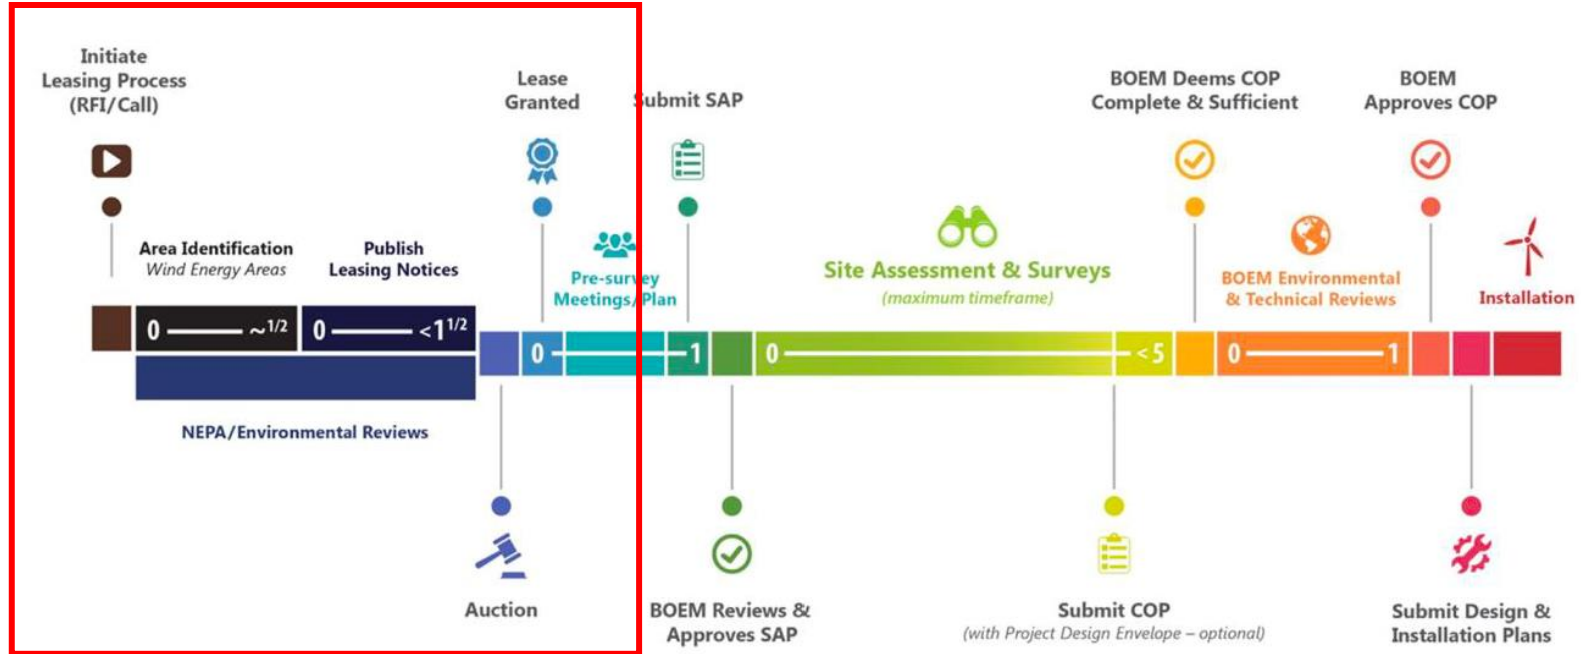 Initiate
Leasing Process
(RFI/Call)
Lease
Granted
Submit SAP
BOEM Deems COP
Complete & Sufficient
BOEM
Approves COP
Area Identification
Wind Energy Areas
Publish
Leasing Notices
Pre-survey
Meetings/Plan
Site Assessment & Surveys
(maximum timeframe)
BOEM Environmental
& Technical Reviews
Installation
0 ~1/2
0 <1 1/2
0 1
0 <5
0 1
NEPA/Environmental Reviews
Auction
BOEM Reviews &
Approves SAP
Submit COP
(with Project Design Envelope – optional)
Submit Design &
Installation Plans